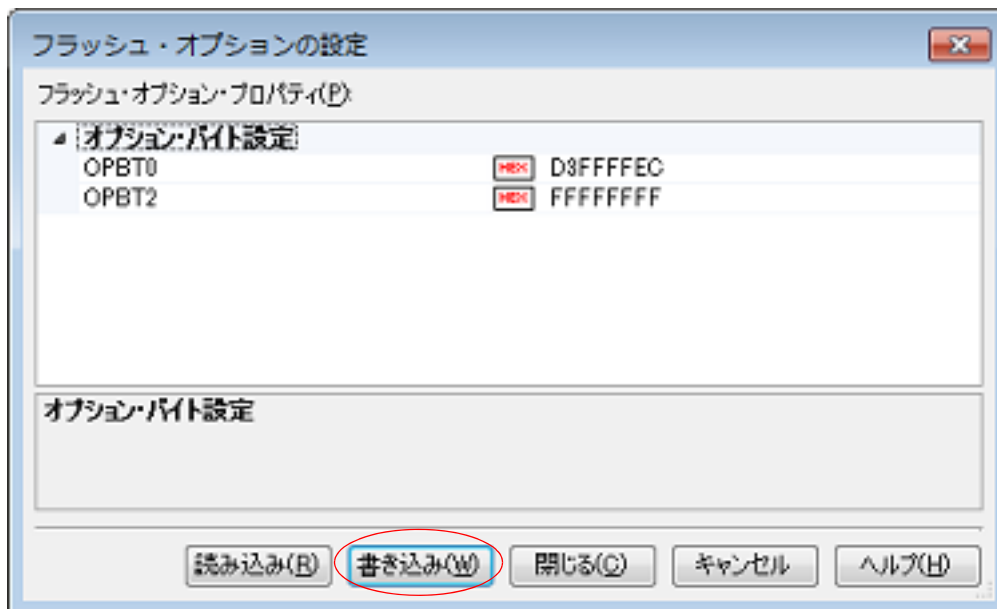 フラッシュ・オプションの設定
フラッシュ・オプション・プロパティ(P):
オプション・バイト設定
OPBT0 HEX D3FFFFEC
OPBT2 HEX FFFFFFFF
オプション・バイト設定
読み込み(R) 書き込み(W) 閉じる(C) キャンセル ヘルプ(H)